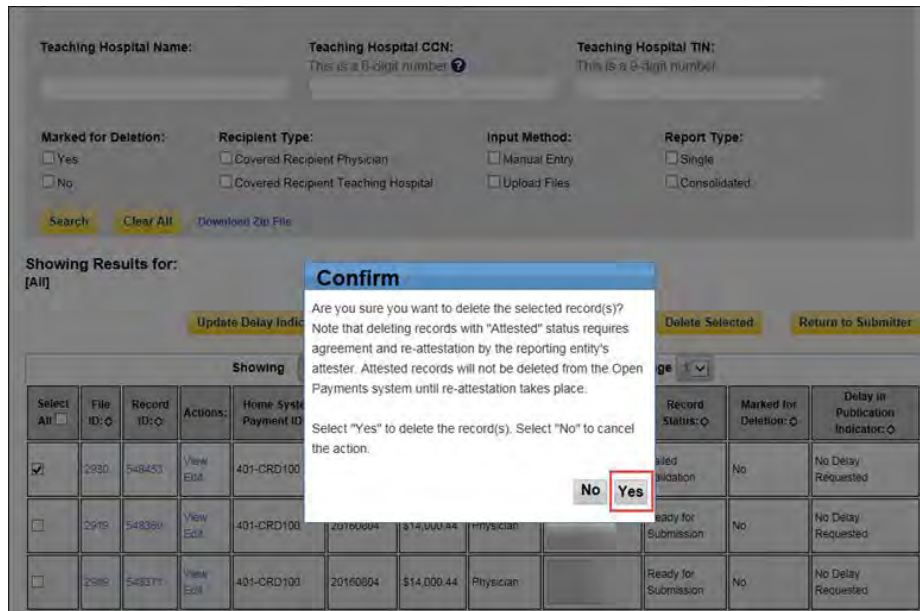 Teaching Hospital Name: Teaching Hospital CCN: Teaching Hospital TIN:
This is a 6-digit number This is a 9-digit number
Marked for Deletion: Recipient Type: Input Method: Report Type:
Yes Covered Recipient Physician Manual Entry Single
No Covered Recipient Teaching Hospital Upload Files Consolidated
Search Clear All Download Zip File
Showing Results for:
[All]
Confirm
Are you sure you want to delete the selected record(s)?
Note that deleting records with "Attested" status requires
agreement and re-attestation by the reporting entity's
attester. Attested records will not be deleted from the Open
Payments system until re-attestation takes place.
Select "Yes" to delete the record(s). Select "No" to cancel
the action.
No Yes
Update Delay Delete Selected Return to Submitter
Showing 1
Select All File ID: Record ID: Actions: Home Payment ID Record Status: Marked for Deletion: Delay in Publication Indicator:
2930 548453 View Edit 401-CRD100 No No Delay Requested
2919 548369 View Edit 401-CRD100 20160804 $14,000.44 Physician Ready for Submission No No Delay Requested
View Edit 401-CRD100 20160804 $14,000.44 Physician Ready for Submission No No Delay Requested